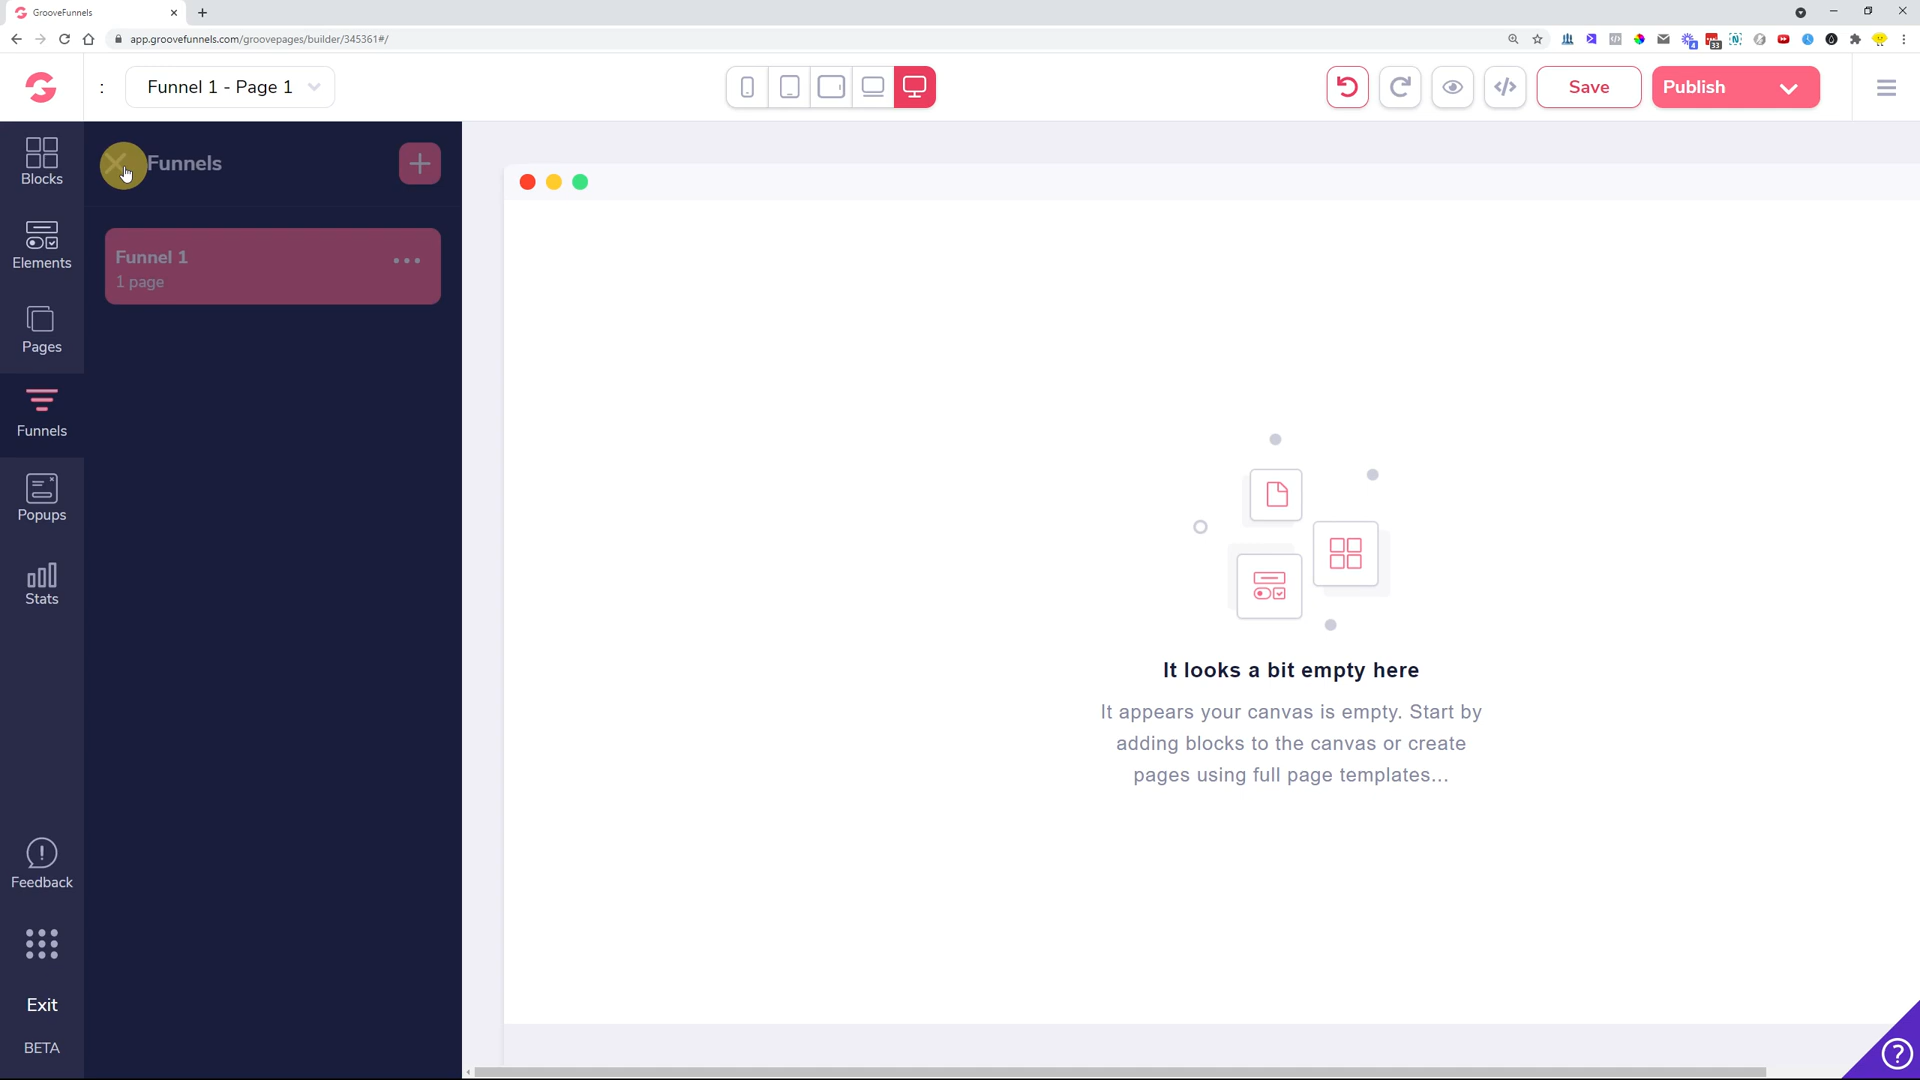 GrooveFunnels
app.groovefunnels.com/groovepages/builder/345361#/
4
33
: Funnel 1 - Page 1
Save
Publish
Blocks
Funnels
Funnel 1
1 page
Elements
Pages
Funnels
Popups
Stats
Feedback
Exit
BETA
It looks a bit empty here
It appears your canvas is empty. Start by
adding blocks to the canvas or create
pages using full page templates...